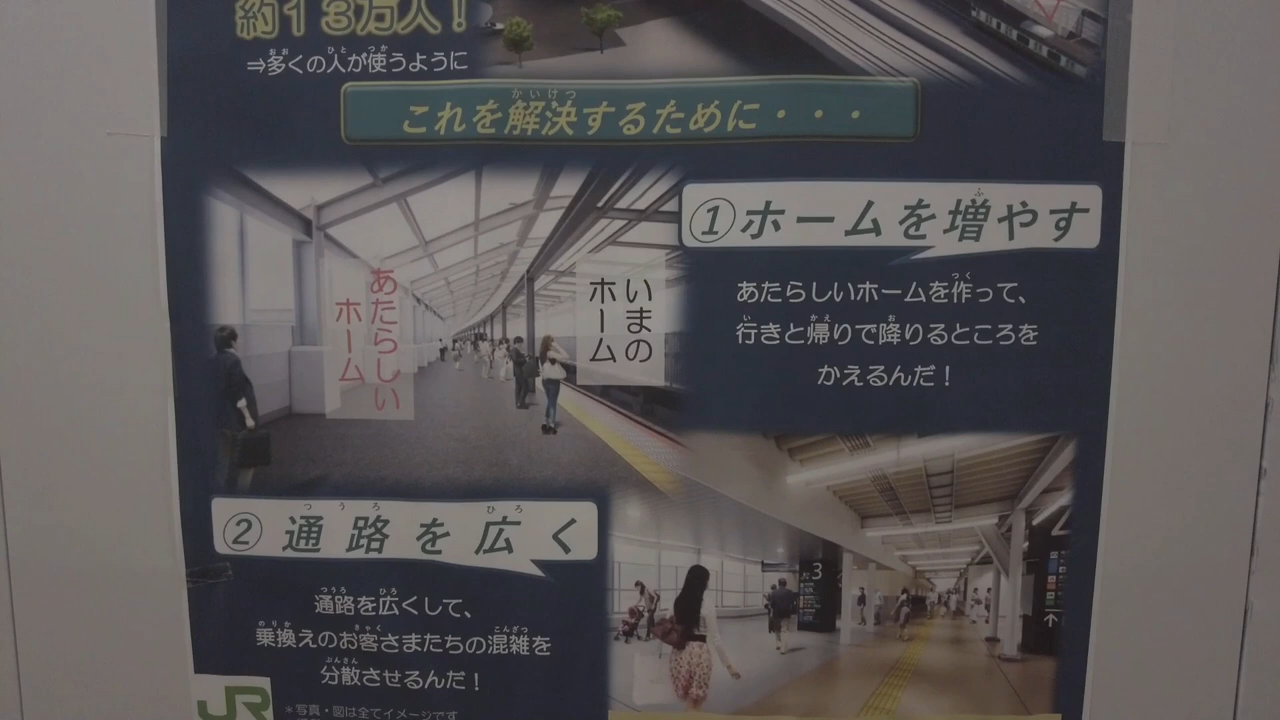 約13万人!
⇒多くの人が使うように
これを解決するために・・・
①ホームを増やす
あたらしいホームを作って、
行きと帰りで降りるところを
かえるんだ!
いまの
ホーム
あたらしい
ホーム
②通路を広く
通路を広くして、
乗換えのお客さまたちの混雑を
分散させるんだ!
3
JR
*写真・図は全てイメージです